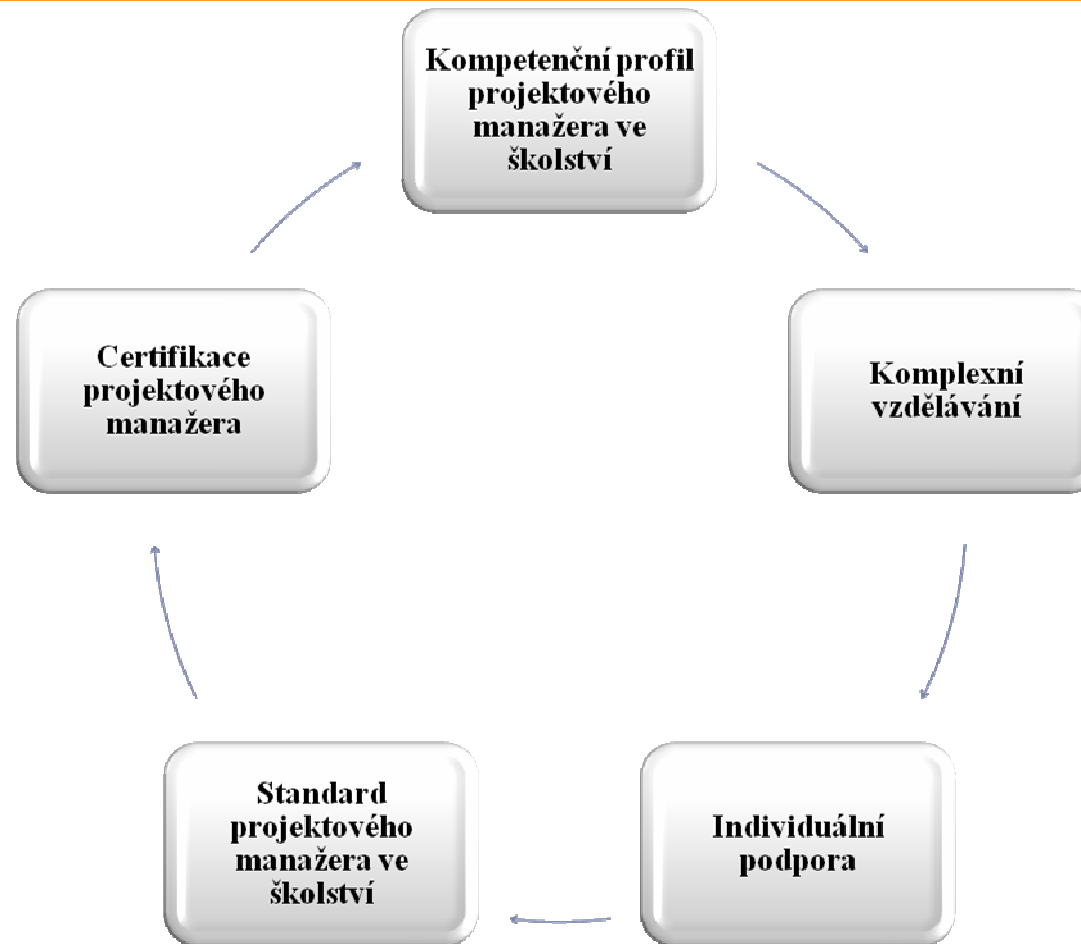 Kompetenční profil
projektového
manažera ve
školství
Komplexní
vzdělávání
Individuální
podpora
Standard
projektového
manažera ve
školství
Certifikace
projektového
manažera